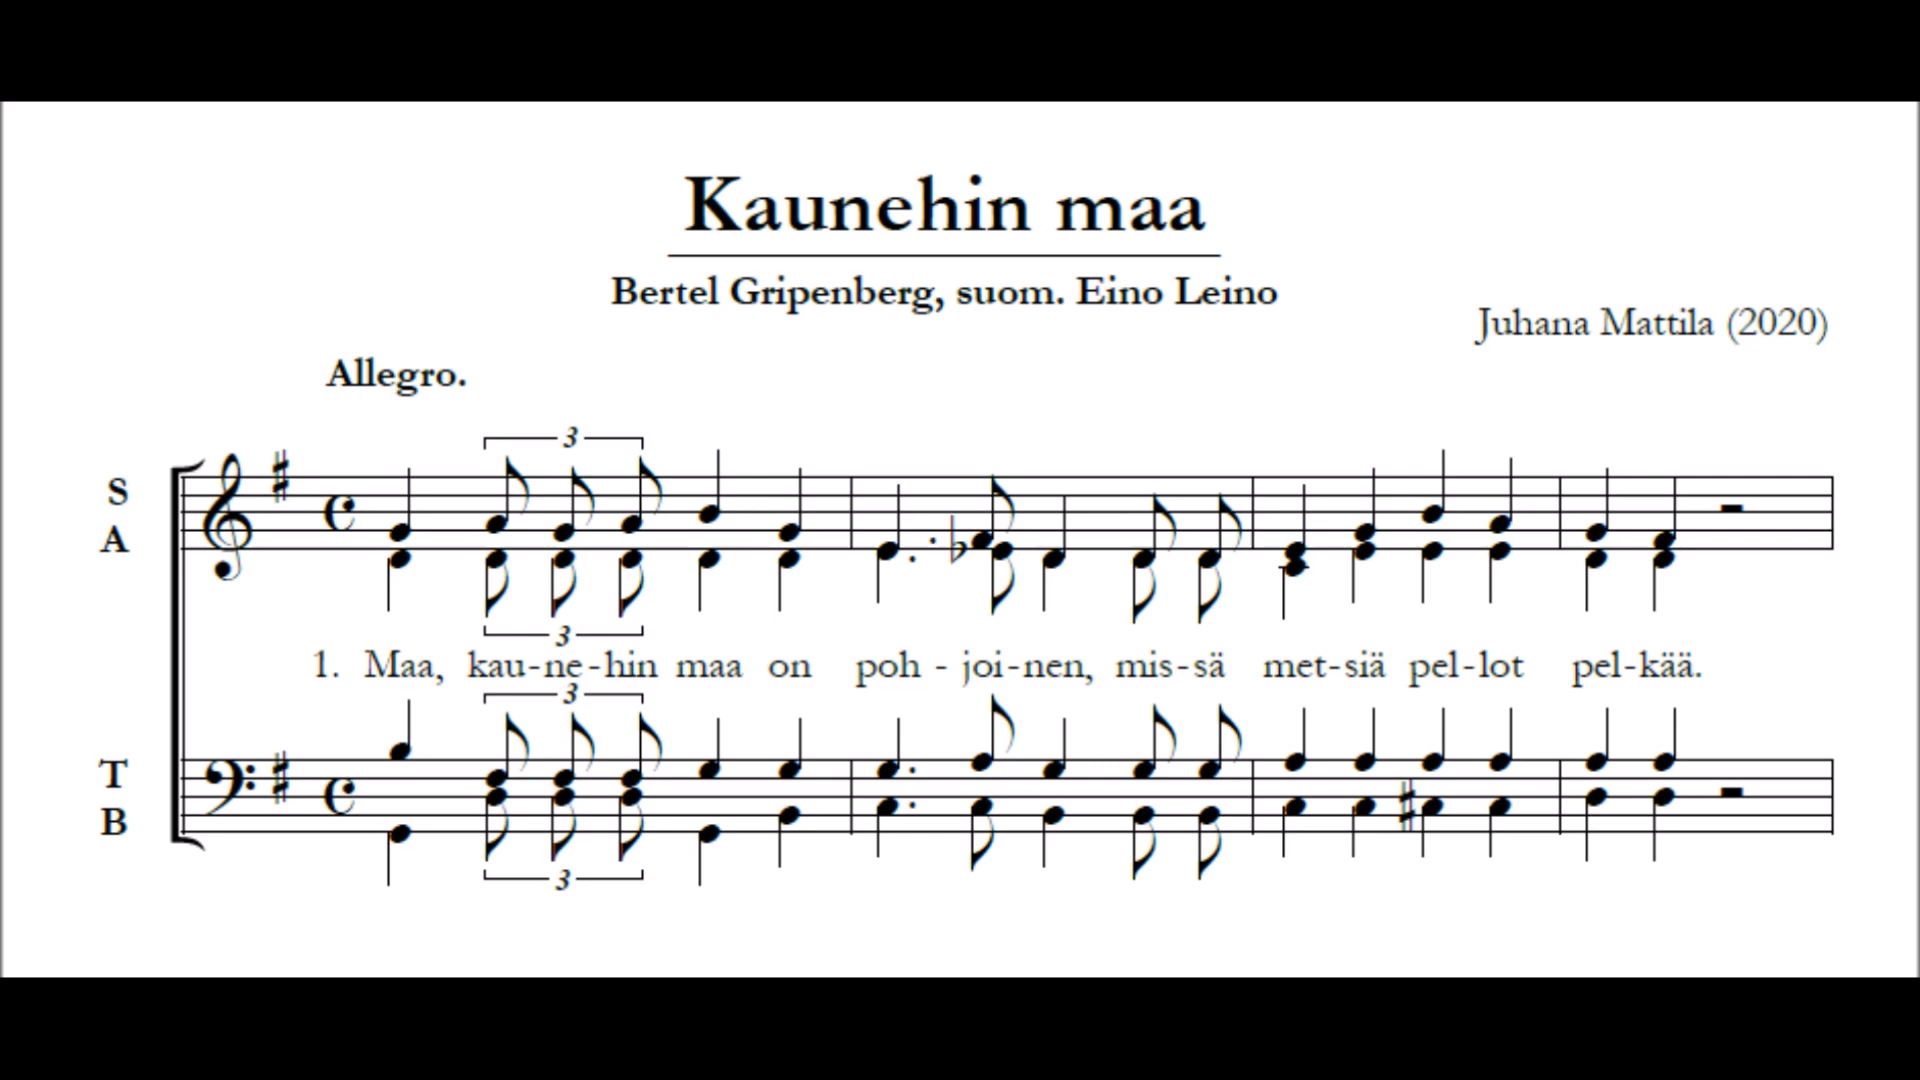 Kaunehin maa
Bertel Gripenberg, suom. Eino Leino
Juhana Mattila (2020)
Allegro.
3
S
A
3
1. Maa, kau-ne-hin maa on poh-joi-nen, mis-sä met-siä pel-lot pel-kää.
3
T
B
3